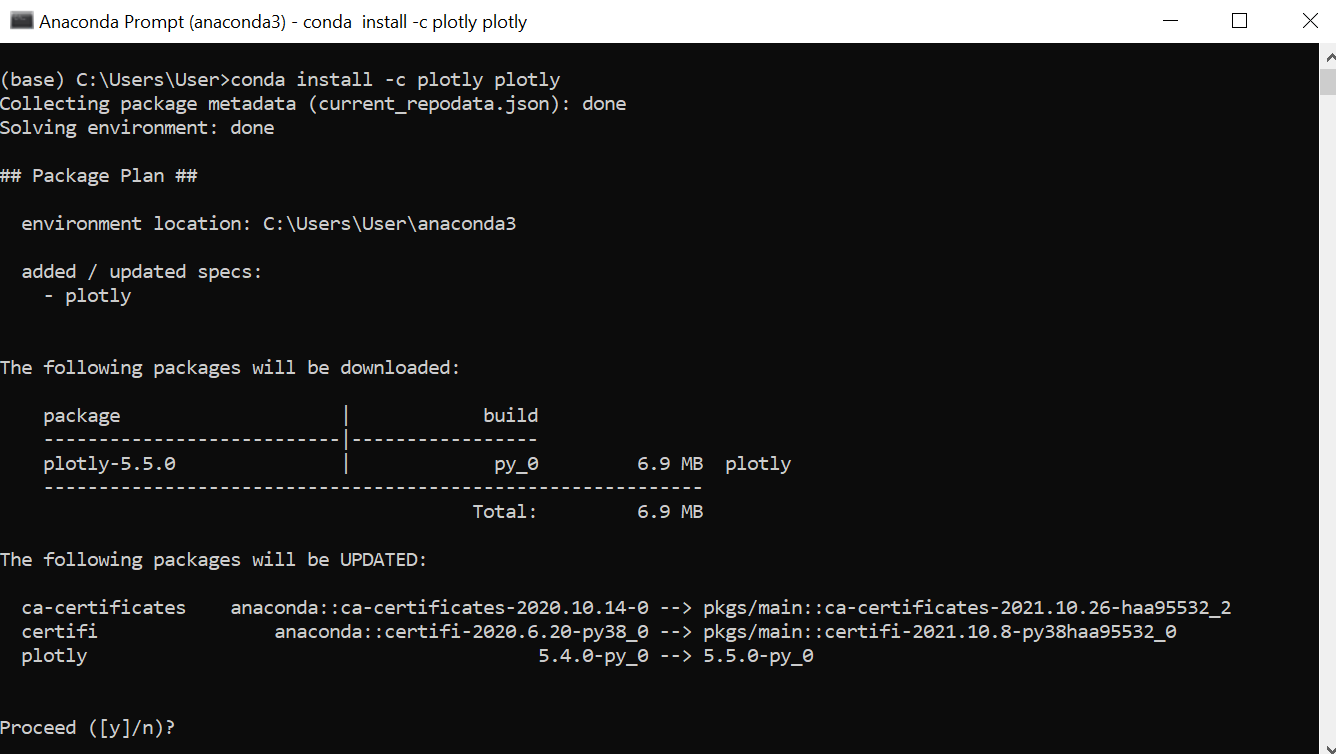 Anaconda Prompt (anaconda3) - conda  install -c plotly plotly
(base) C:\Users\User>conda install -c plotly plotly
Collecting package metadata (current_repodata.json): done
Solving environment: done
## Package Plan ##
  environment location: C:\Users\User\anaconda3
  added / updated specs:
    - plotly
The following packages will be downloaded:
    package                    |            build
    ---------------------------|-----------------
    plotly-5.5.0               |             py_0         6.9 MB  plotly
    ------------------------------------------------------------
                                           Total:         6.9 MB
The following packages will be UPDATED:
  ca-certificates    anaconda::ca-certificates-2020.10.14-0 --> pkgs/main::ca-certificates-2021.10.26-haa95532_2
  certifi                anaconda::certifi-2020.6.20-py38_0 --> pkgs/main::certifi-2021.10.8-py38haa95532_0
  plotly                                         5.4.0-py_0 --> 5.5.0-py_0
Proceed ([y]/n)?